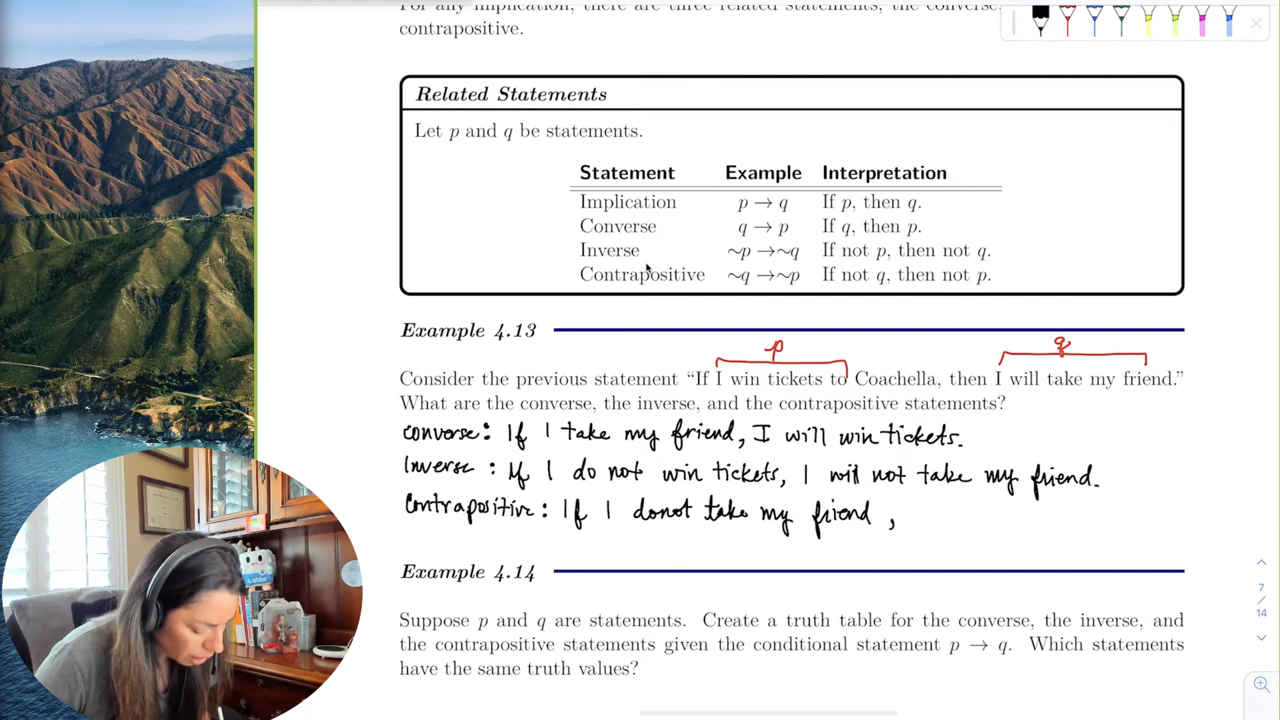 For any implication, there are three related statements, the converse,
contrapositive.
Related Statements
Let p and q be statements.
Statement Example Interpretation
Implication p → q If p, then q.
Converse q → p If q, then p.
Inverse ∼p →∼q If not p, then not q.
Contrapositive ∼q →∼p If not q, then not p.
Example 4.13
p q
Consider the previous statement “If I win tickets to Coachella, then I will take my friend.”
What are the converse, the inverse, and the contrapositive statements?
converse: If I take my friend, I will win tickets.
Inverse : If I do not win tickets, I will not take my friend.
Contrapositive: If I donot take my friend ,
Example 4.14
Suppose p and q are statements. Create a truth table for the converse, the inverse, and
the contrapositive statements given the conditional statement p → q. Which statements
have the same truth values?
7
/
14